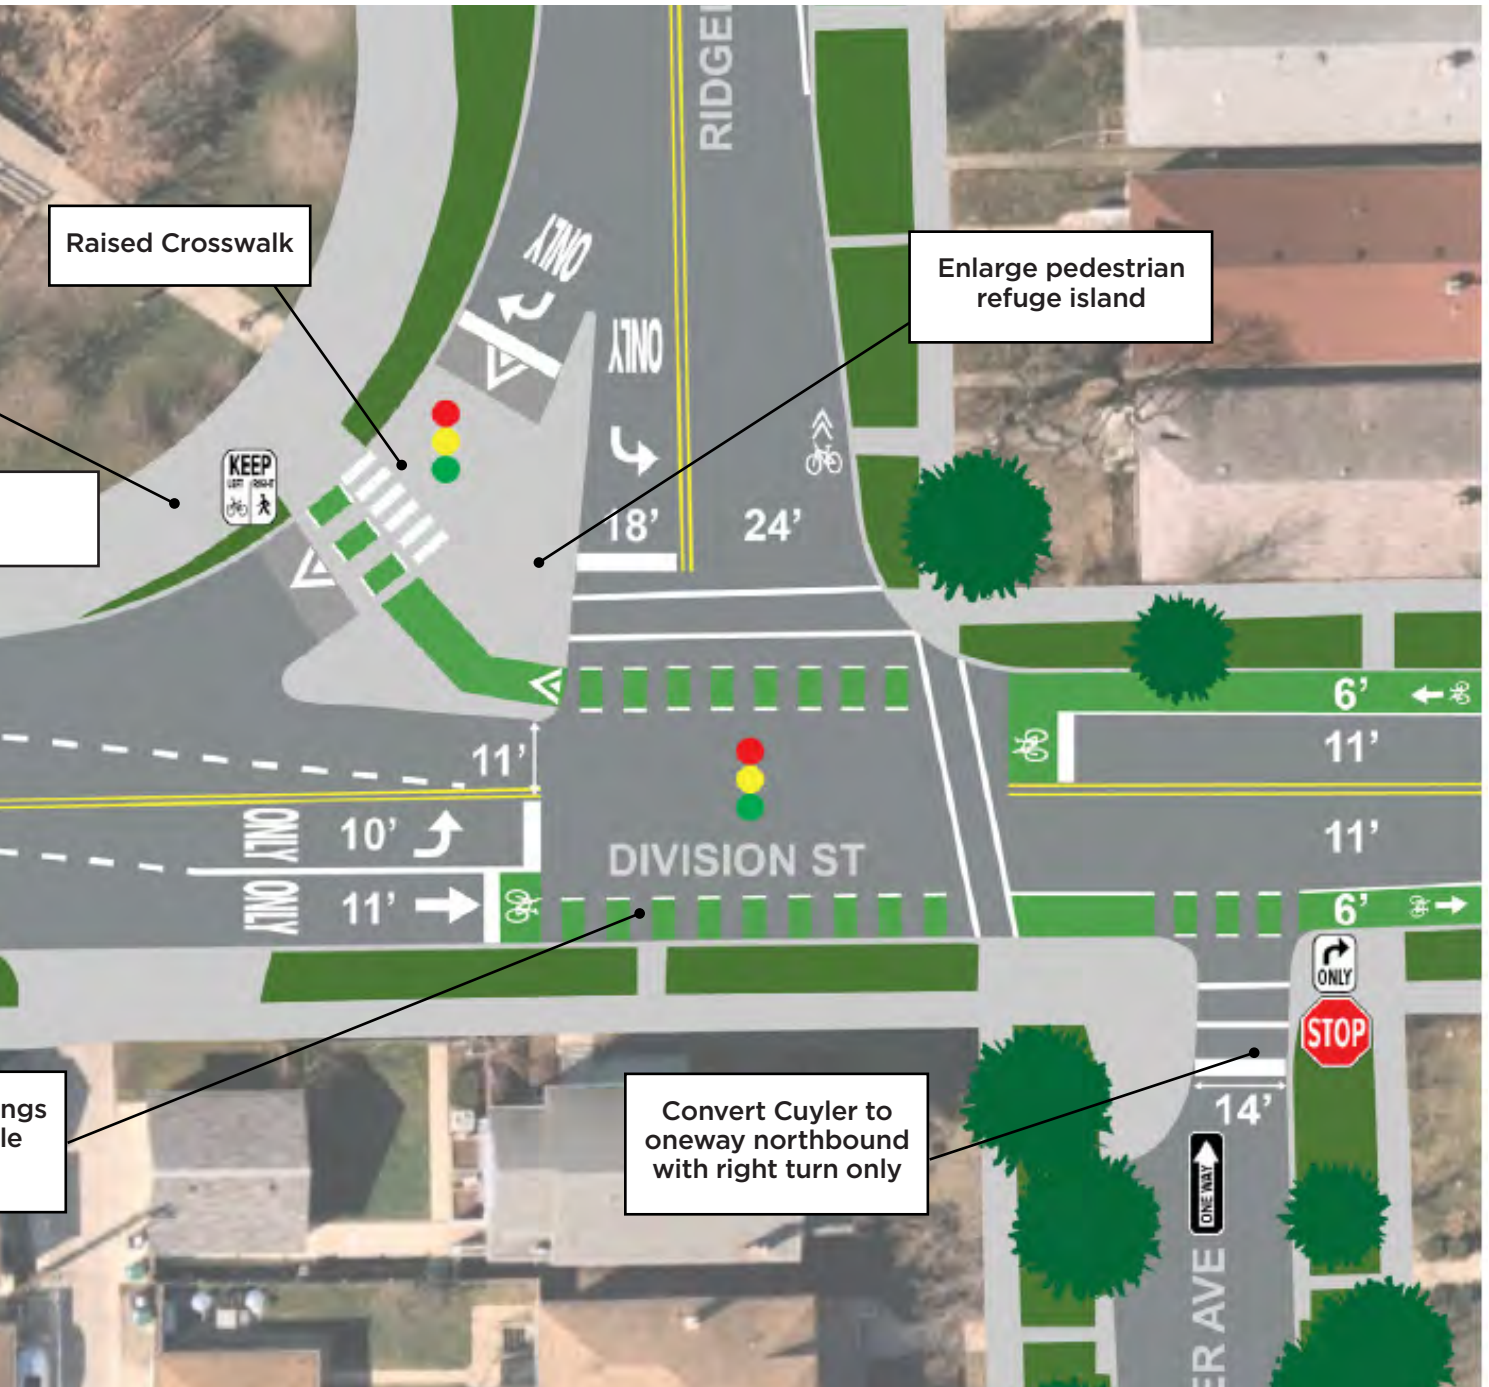 RIDGE
ONLY
Raised Crosswalk
Enlarge pedestrian
refuge island
ONLY
KEEP
LEFT RIGHT
18'
24'
6'
11'
11'
ONLY
10'
11'
DIVISION ST
ONLY
11'
6'
ONLY
STOP
ngs
le
Convert Cuyler to
oneway northbound
with right turn only
14'
ONE WAY
ER AVE